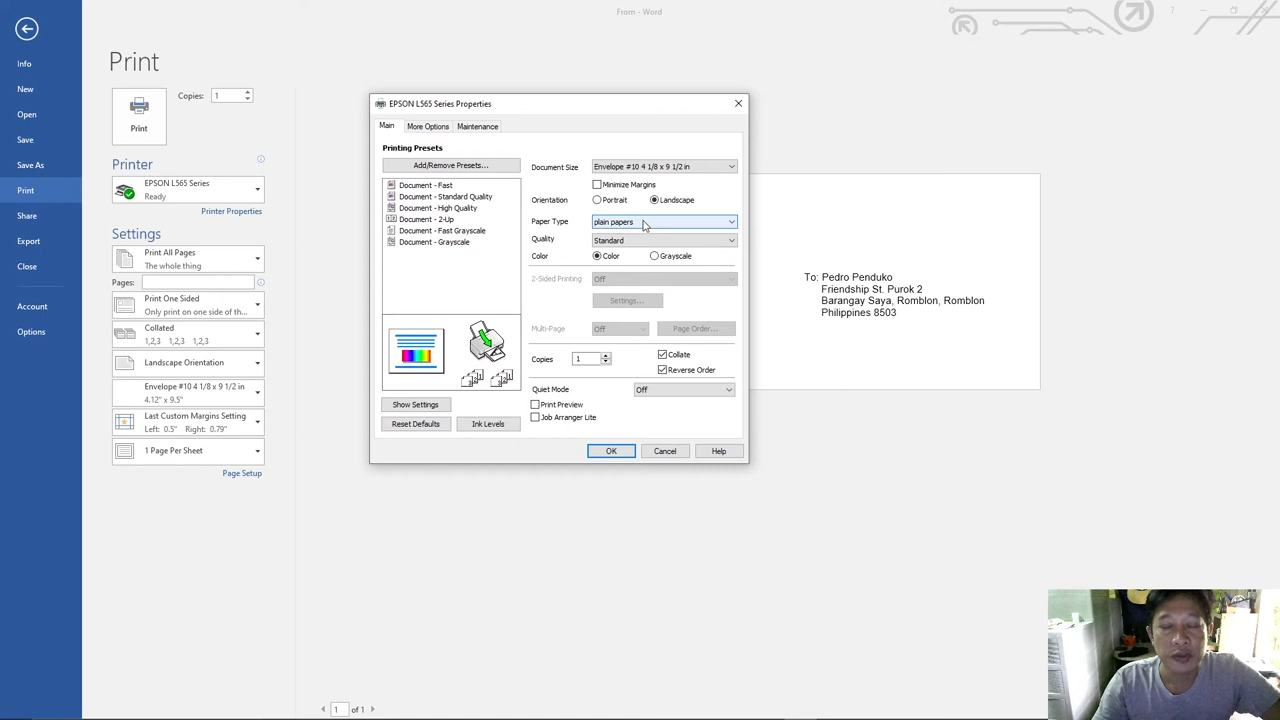 From - Word
?
Info
New
Open
Save
Save As
Print
Share
Export
Close
Account
Options
Print
Print
Copies: 1
Printer
EPSON L565 Series
Ready
Printer Properties
Settings
Print All Pages
The whole thing
Pages:
Print One Sided
Only print on one side of th...
Collated
1,2,3 1,2,3 1,2,3
Landscape Orientation
Envelope #10 4 1/8 x 9 1/2 in
4.12" x 9.5"
Last Custom Margins Setting
Left: 0.5" Right: 0.79"
1 Page Per Sheet
Page Setup
EPSON L565 Series Properties
Main
More Options
Maintenance
Printing Presets
Add/Remove Presets...
Document - Fast
Document - Standard Quality
Document - High Quality
Document - 2-Up
Document - Fast Grayscale
Document - Grayscale
Show Settings
Reset Defaults
Ink Levels
Document Size Envelope #10 4 1/8 x 9 1/2 in
Minimize Margins
Orientation Portrait Landscape
Paper Type plain papers
Quality Standard
Color Color Grayscale
2-Sided Printing Off
Settings...
Multi-Page Off Page Order...
Copies 1 Collate
Reverse Order
Quiet Mode Off
Print Preview
Job Arranger Lite
OK Cancel Help
To: Pedro Penduko
Friendship St. Purok 2
Barangay Saya, Romblon, Romblon
Philippines 8503
1 of 1